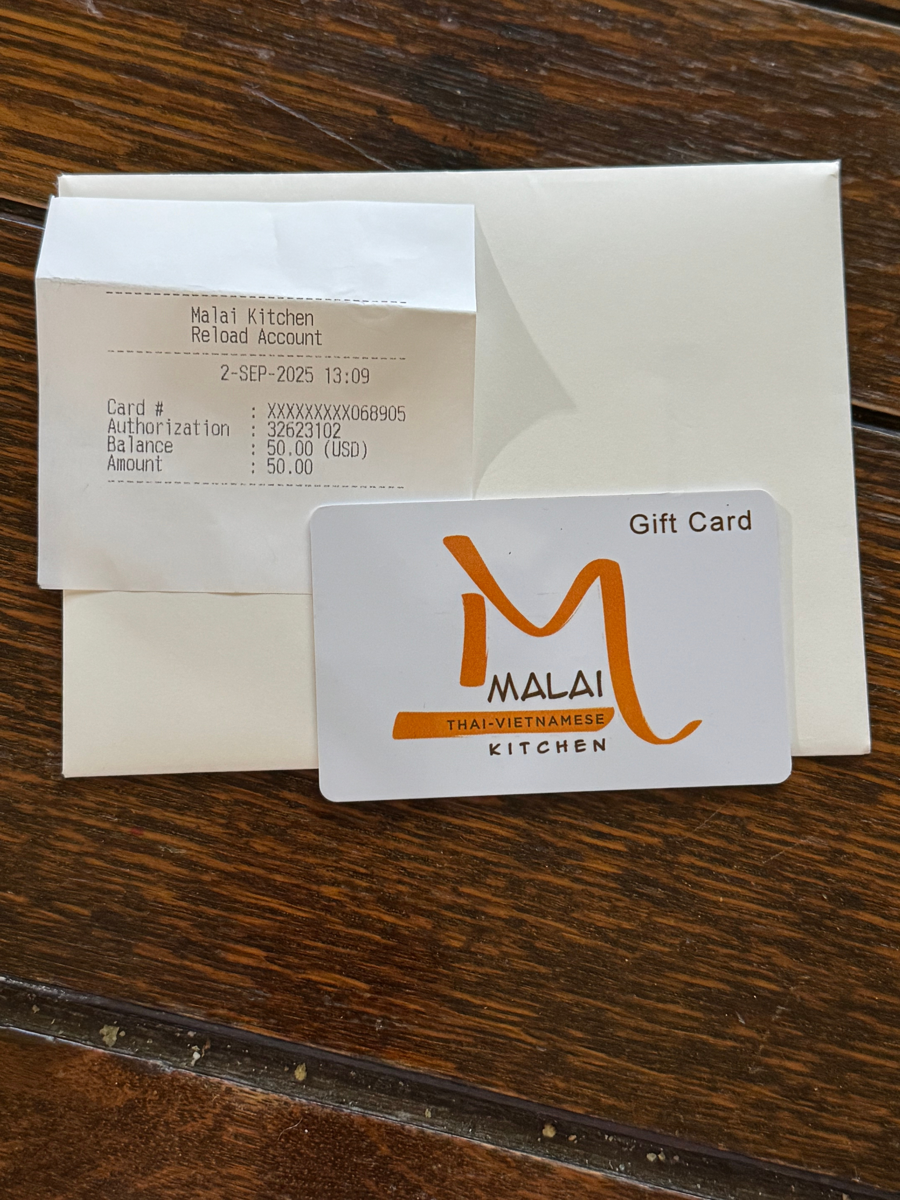 --------------------------------------
Malai Kitchen
Reload Account
--------------------------------------
2-SEP-2025 13:09
Card # : XXXXXXXXX068905
Authorization : 32623102
Balance : 50.00 (USD)
Amount : 50.00
--------------------------------------
Gift Card
MALAI
THAI-VIETNAMESE
KITCHEN